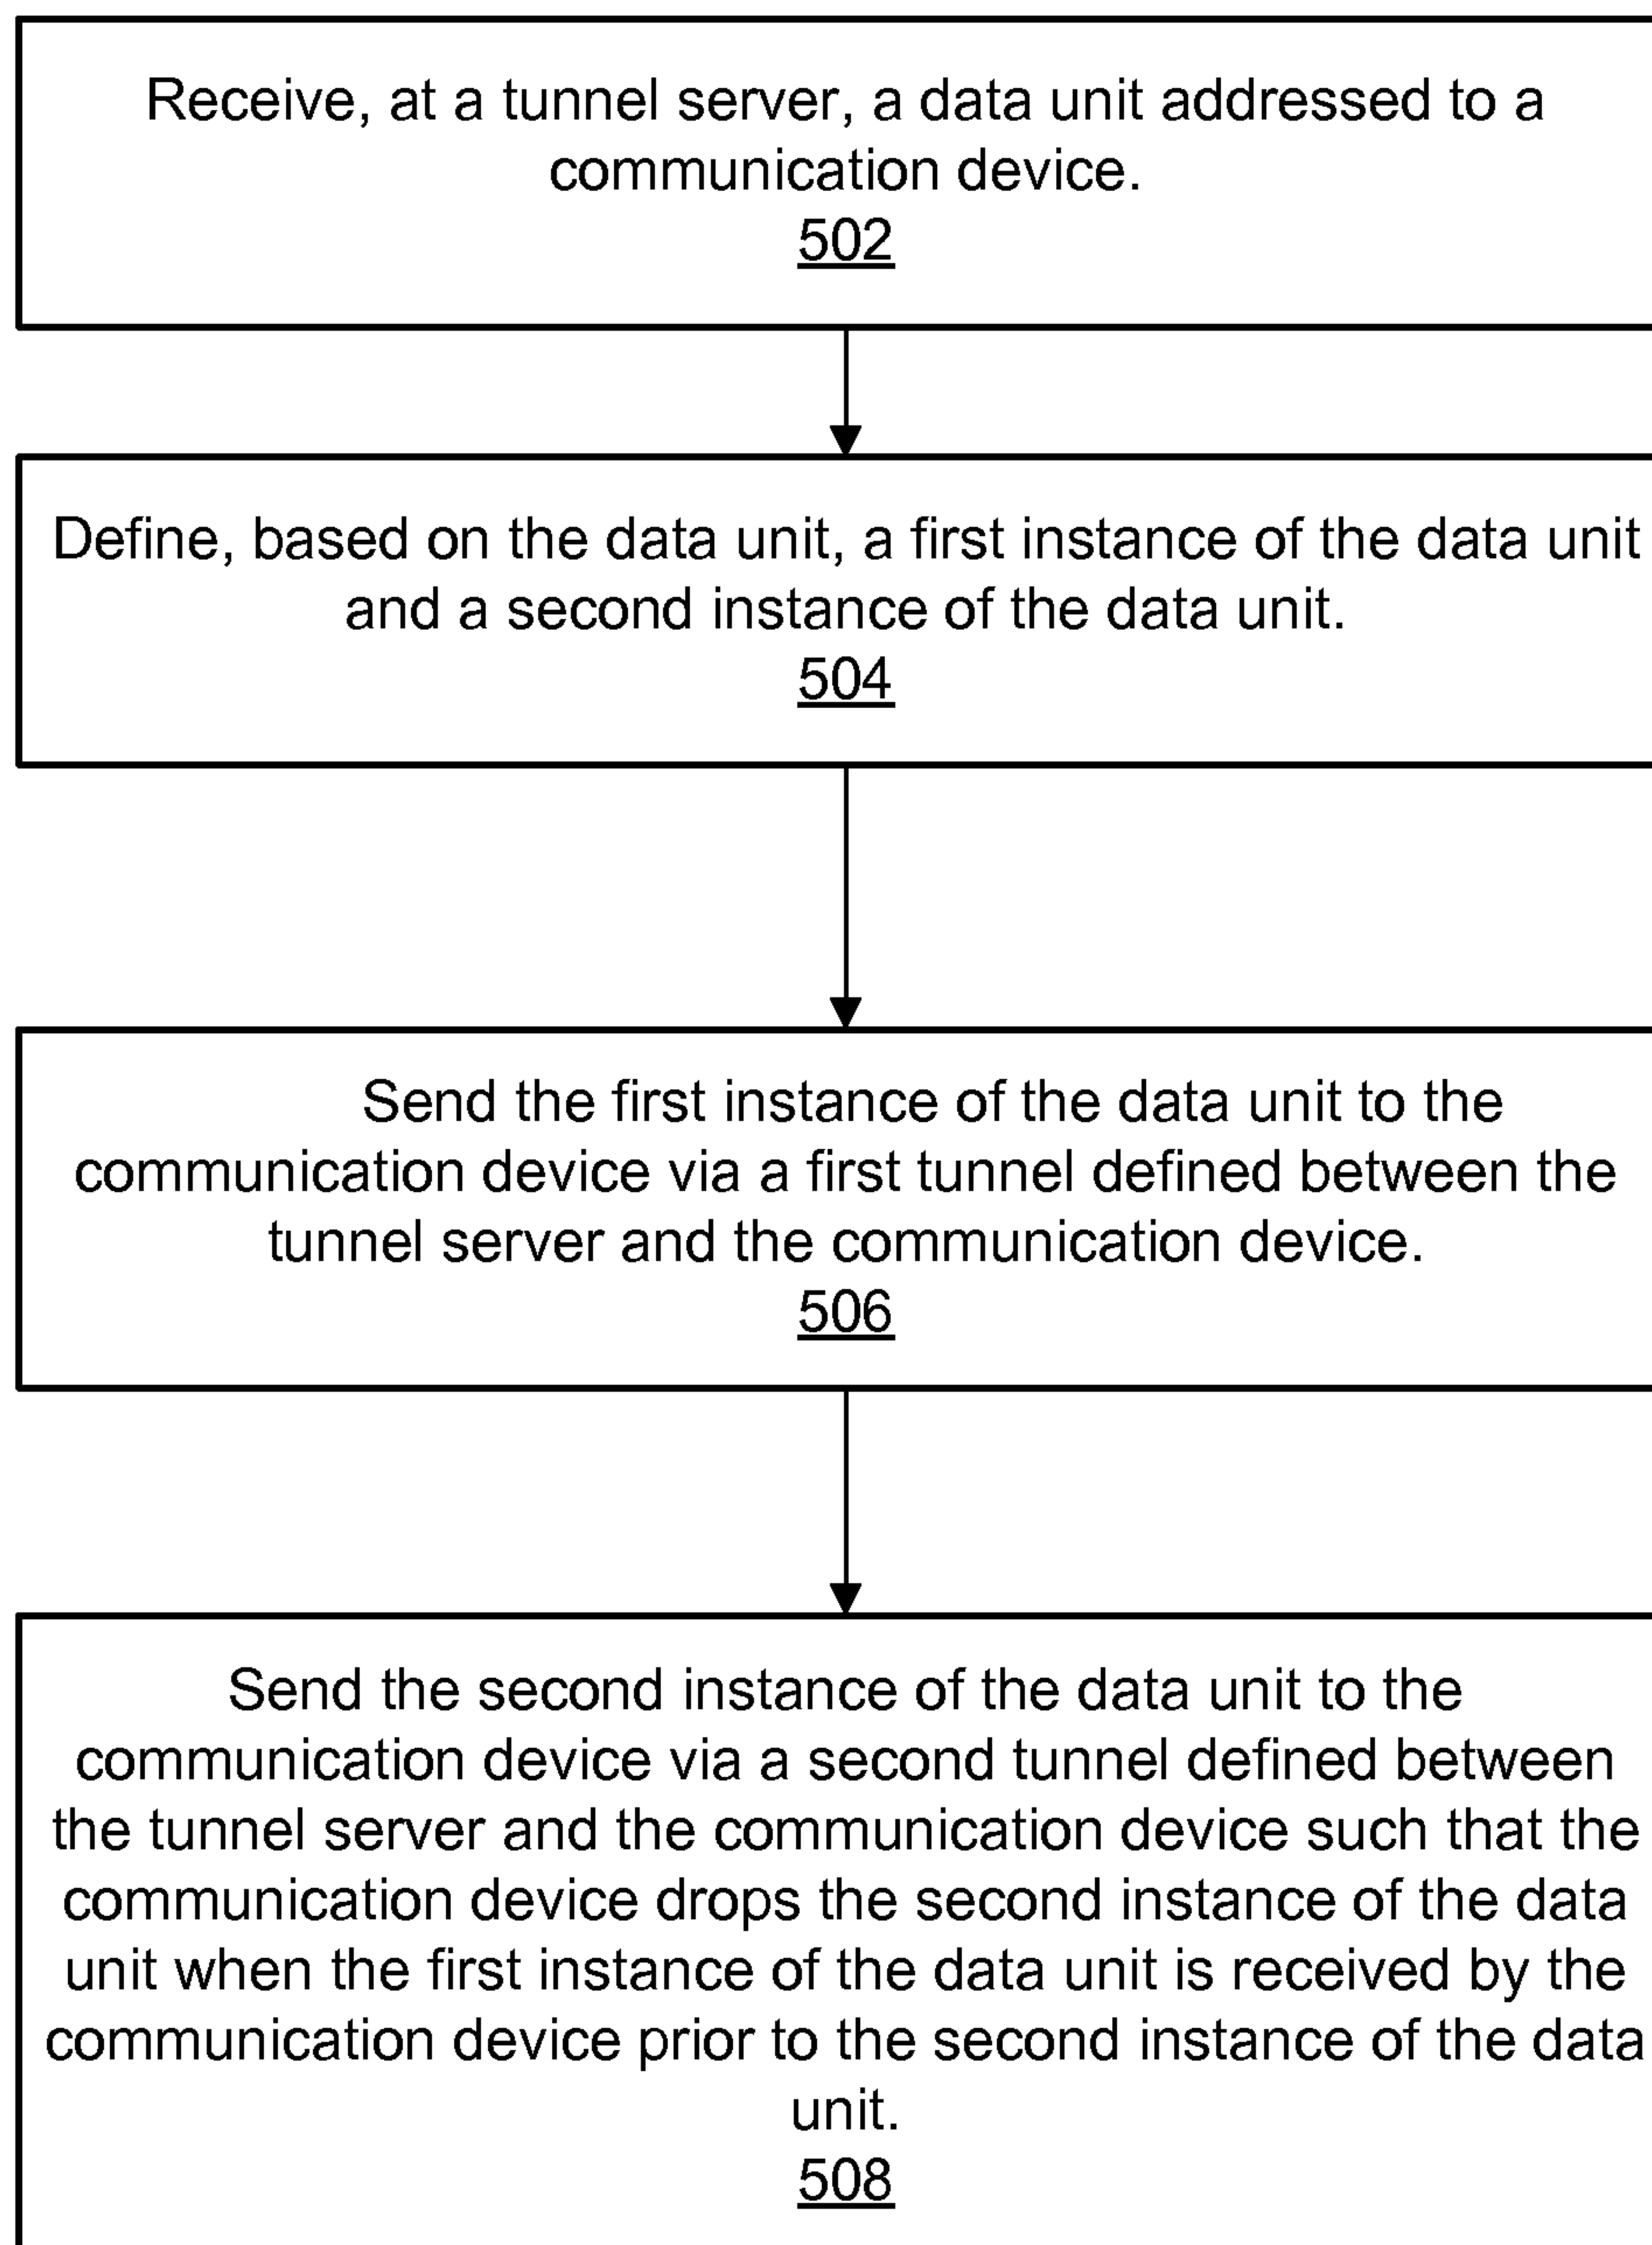 Receive, at a tunnel server, a data unit addressed to a
communication device.
502
Define, based on the data unit, a first instance of the data unit
and a second instance of the data unit.
504
Send the first instance of the data unit to the
communication device via a first tunnel defined between the
tunnel server and the communication device.
506
Send the second instance of the data unit to the
communication device via a second tunnel defined between
the tunnel server and the communication device such that the
communication device drops the second instance of the data
unit when the first instance of the data unit is received by the
communication device prior to the second instance of the data
unit.
508